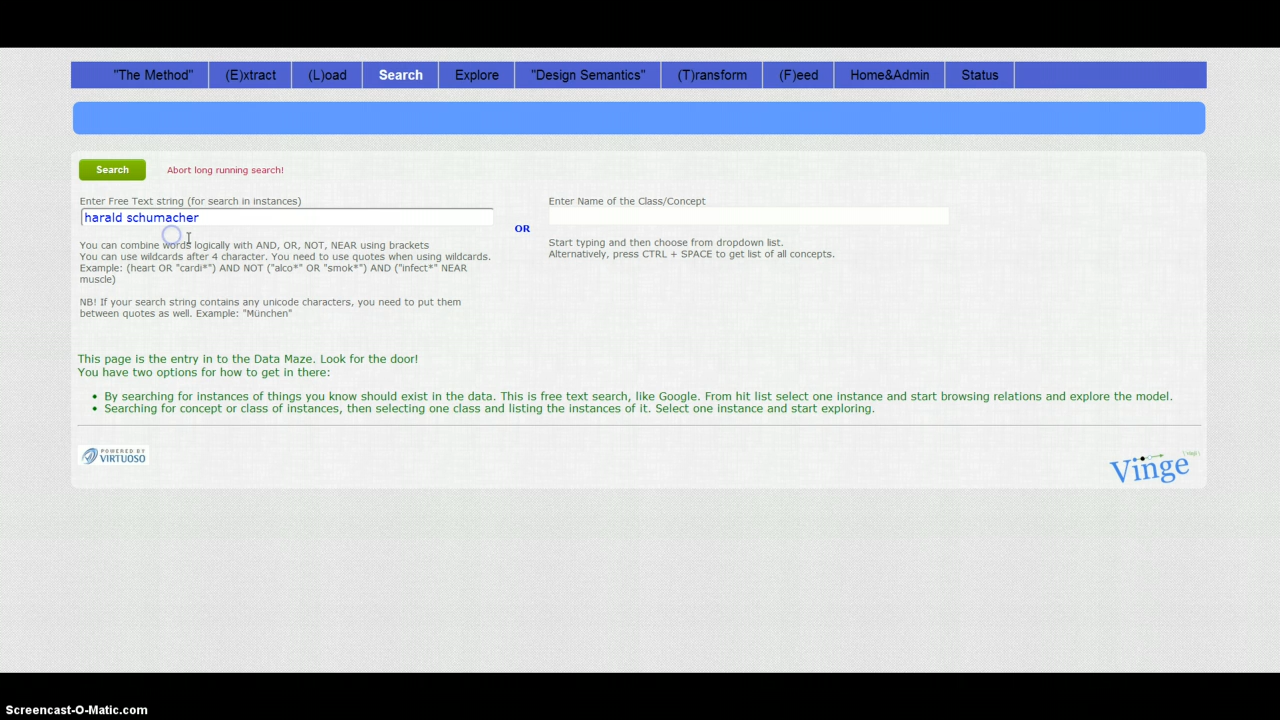 "The Method" (E)xtract (L)oad Search Explore "Design Semantics" (T)ransform (F)eed Home&Admin Status
Search Abort long running search!
Enter Free Text string (for search in instances)
harald schumacher
You can combine words logically with AND, OR, NOT, NEAR using brackets
You can use wildcards after 4 character. You need to use quotes when using wildcards.
Example: (heart OR "cardi*") AND NOT ("alco*" OR "smok*") AND ("infect*" NEAR
muscle)
NB! If your search string contains any unicode characters, you need to put them
between quotes as well. Example: "München"
OR
Enter Name of the Class/Concept
Start typing and then choose from dropdown list.
Alternatively, press CTRL + SPACE to get list of all concepts.
This page is the entry in to the Data Maze. Look for the door!
You have two options for how to get in there:
• By searching for instances of things you know should exist in the data. This is free text search, like Google. From hit list select one instance and start browsing relations and explore the model.
• Searching for concept or class of instances, then selecting one class and listing the instances of it. Select one instance and start exploring.
POWERED BY
VIRTUOSO
Vinge
Screencast-O-Matic.com